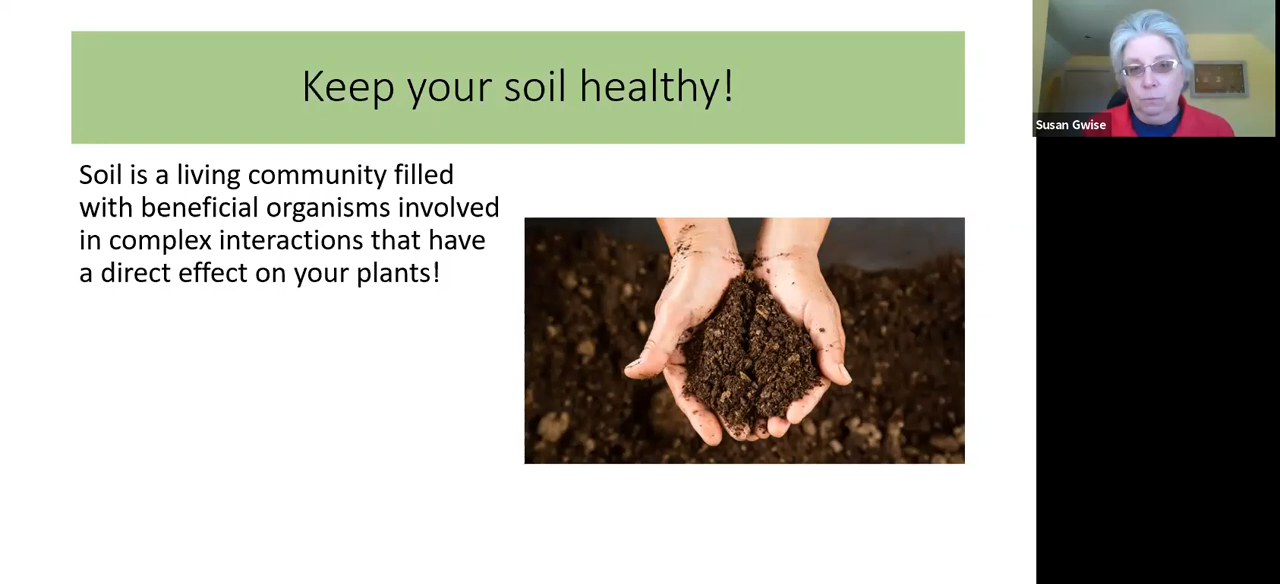 Keep your soil healthy!
Soil is a living community filled
with beneficial organisms involved
in complex interactions that have
a direct effect on your plants!
Susan Gwise